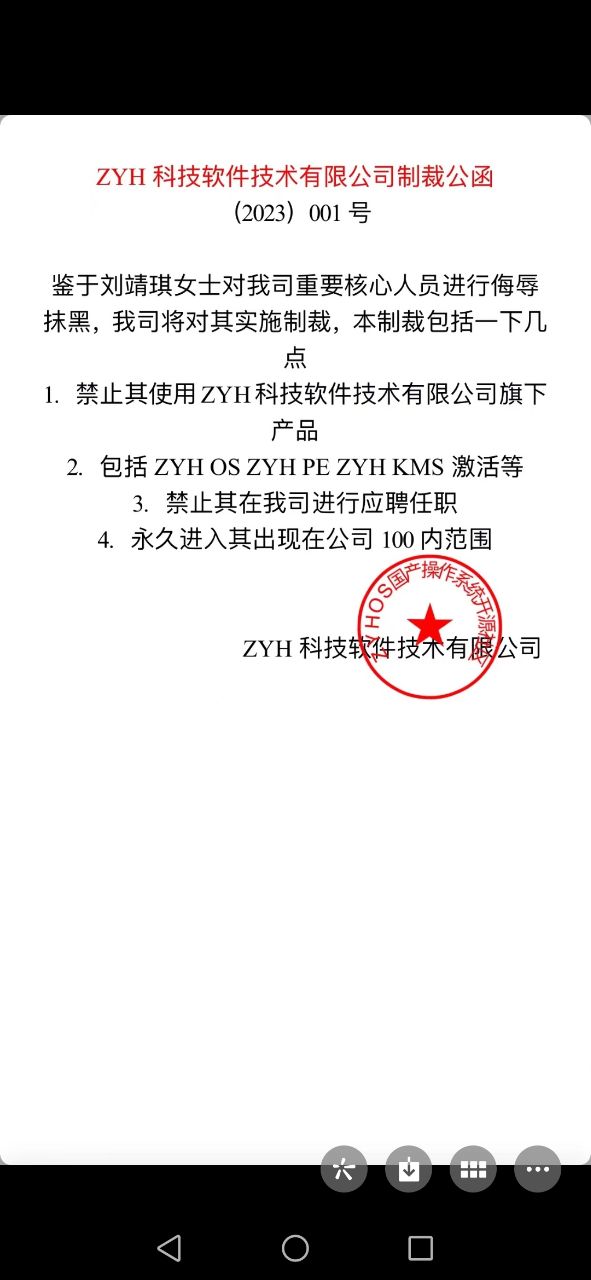 ZYH 科技软件技术有限公司制裁公函
（2023）001 号
鉴于刘靖琪女士对我司重要核心人员进行侮辱
抹黑，我司将对其实施制裁，本制裁包括一下几
点
1. 禁止其使用 ZYH 科技软件技术有限公司旗下
产品
2. 包括 ZYH OS ZYH PE ZYH KMS 激活等
3. 禁止其在我司进行应聘任职
4. 永久进入其出现在公司 100 内范围
ZYHOS国产操作系统开源
ZYH 科技软件技术有限公司